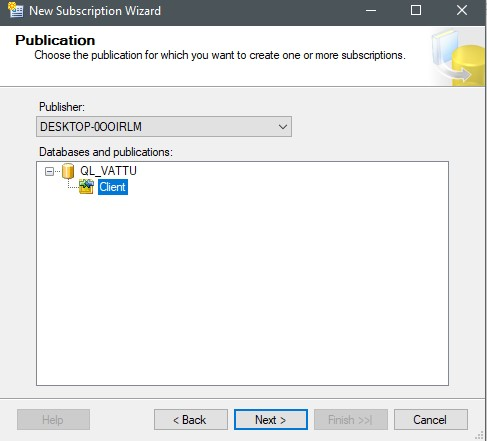 New Subscription Wizard
Publication
Choose the publication for which you want to create one or more subscriptions.
Publisher:
DESKTOP-0OOIRLM
Databases and publications:
QL_VATTU
Client
Help
< Back
Next >
Finish >>|
Cancel